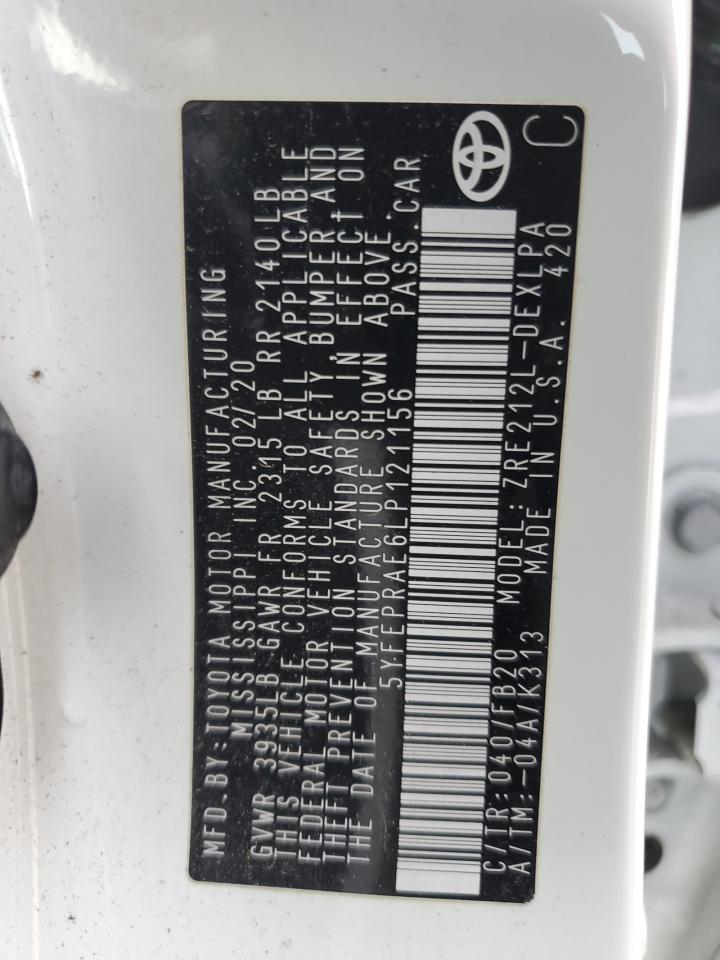 MFD.BY:TOYOTA MOTOR MANUFACTURING
MISSISSIPPI INC.02/20
GVWR 3935LB GAWR FR 2315 LB RR 2140LB
THIS VEHICLE CONFORMS TO ALL APPLICABLE
FEDERAL MOTOR VEHICLE SAFETY, BUMPER AND
THEFT PREVENTION STANDARDS IN EFFECT ON
THE DATE OF MANUFACTURE SHOWN ABOVE.
5YFEPRAE6LP121156 PASS.CAR
C/TR:040/FB20 MODEL:ZRE212L-DEXLPA
A/TM:-04A/K313 MADE IN U.S.A. 420 C